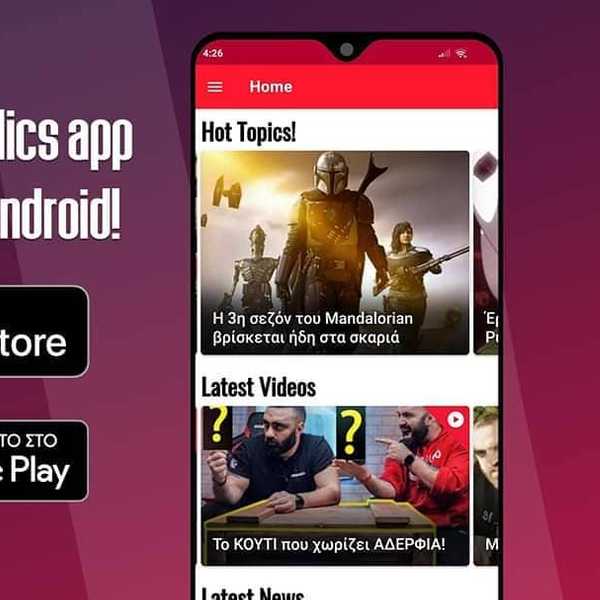 lics app
ndroid!
tore
ΤΟ ΣΤΟ
Play
4:26
Home
Hot Topics!
Η 3η σεζόν του Mandalorian
βρίσκεται ήδη στα σκαριά
Latest Videos
?
?
Το ΚΟΥΤΙ που χωρίζει ΑΔΕΡΦΙΑ!
Latest News